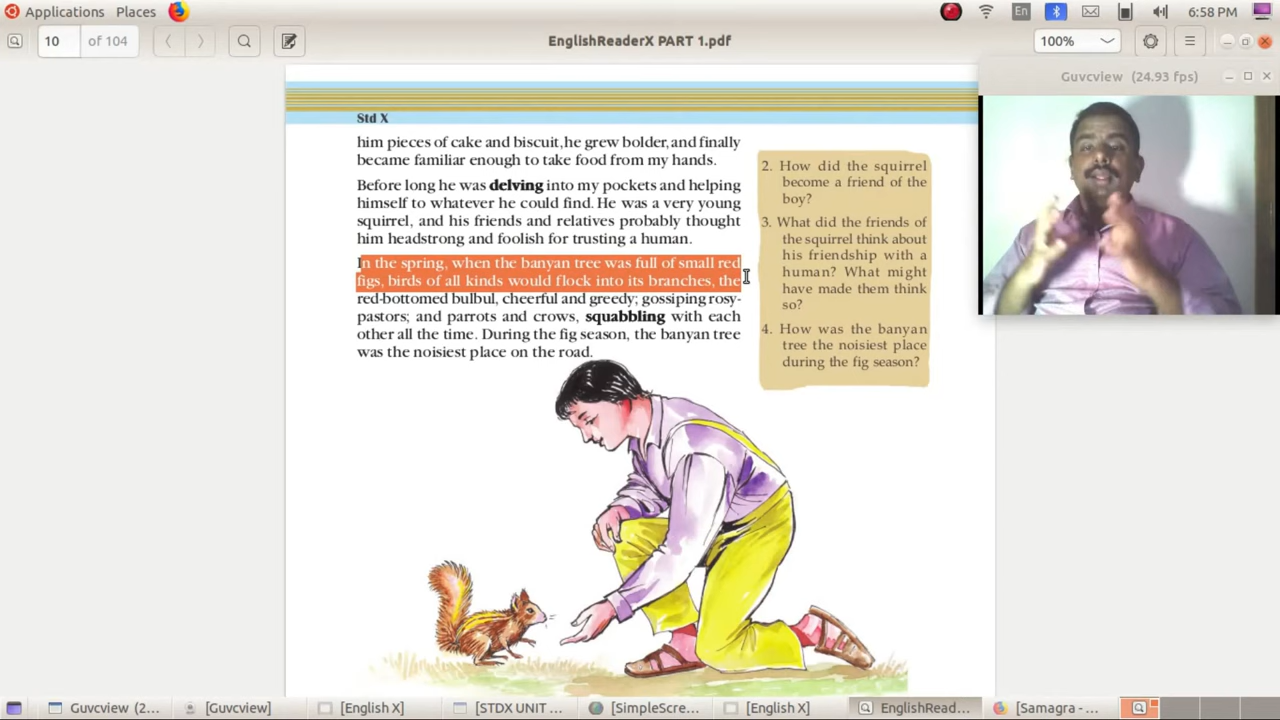 Applications Places
En
6:58 PM
10 of 104
EnglishReaderX PART 1.pdf
100%
Guvcview (24.93 fps)
Std X
him pieces of cake and biscuit, he grew bolder, and finally
became familiar enough to take food from my hands.
Before long he was delving into my pockets and helping
himself to whatever he could find. He was a very young
squirrel, and his friends and relatives probably thought
him headstrong and foolish for trusting a human.
In the spring, when the banyan tree was full of small red
figs, birds of all kinds would flock into its branches, the
red-bottomed bulbul, cheerful and greedy; gossiping rosy-
pastors; and parrots and crows, squabbling with each
other all the time. During the fig season, the banyan tree
was the noisiest place on the road.
2. How did the squirrel
become a friend of the
boy?
3. What did the friends of
the squirrel think about
his friendship with a
human? What might
have made them think
so?
4. How was the banyan
tree the noisiest place
during the fig season?
Guvcview (2...
[Guvcview]
[English X]
[STDX UNIT ...
[SimpleScre...
[English X]
EnglishRead...
[Samagra - ...